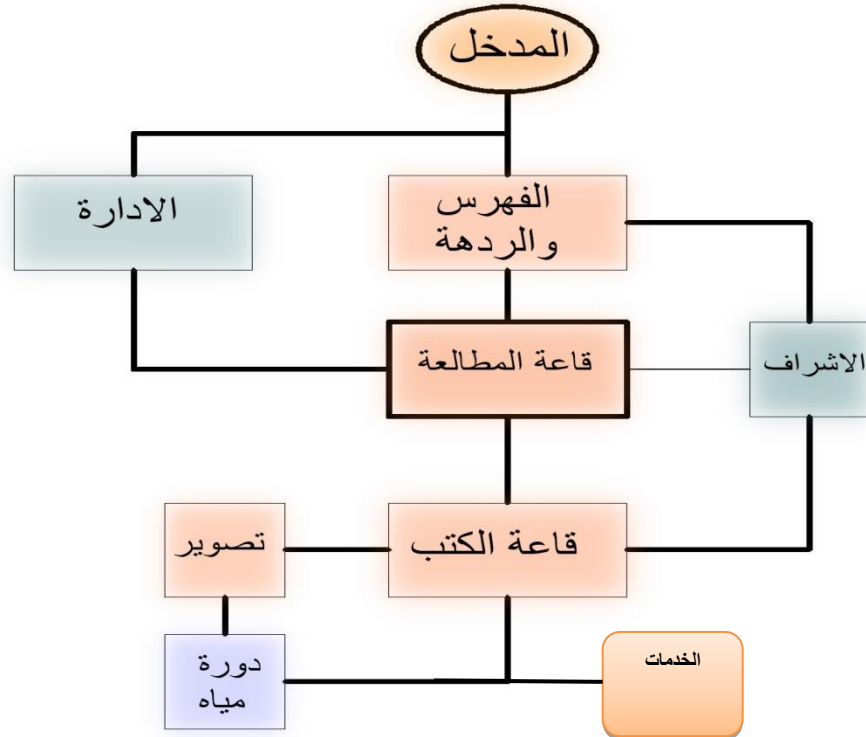 المدخل
الادارة
الفهرس
والردهة
قاعة المطالعة
الاشراف
تصوير
قاعة الكتب
دورة
مياه
الخدمات